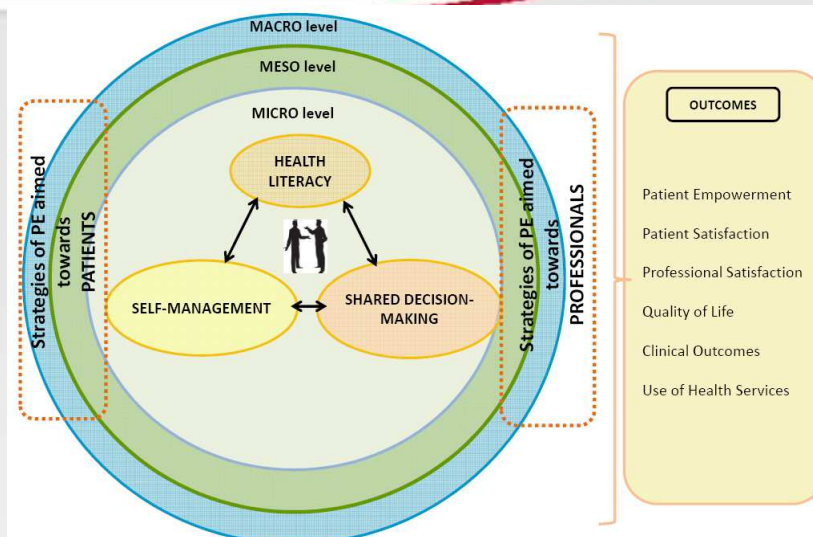 MACRO level
MESO level
MICRO level
HEALTH
LITERACY
SELF-MANAGEMENT
SHARED DECISION-
MAKING
Strategies of PE aimed
towards
PATIENTS
Strategies of PE aimed
towards
PROFESSIONALS
OUTCOMES
Patient Empowerment
Patient Satisfaction
Professional Satisfaction
Quality of Life
Clinical Outcomes
Use of Health Services